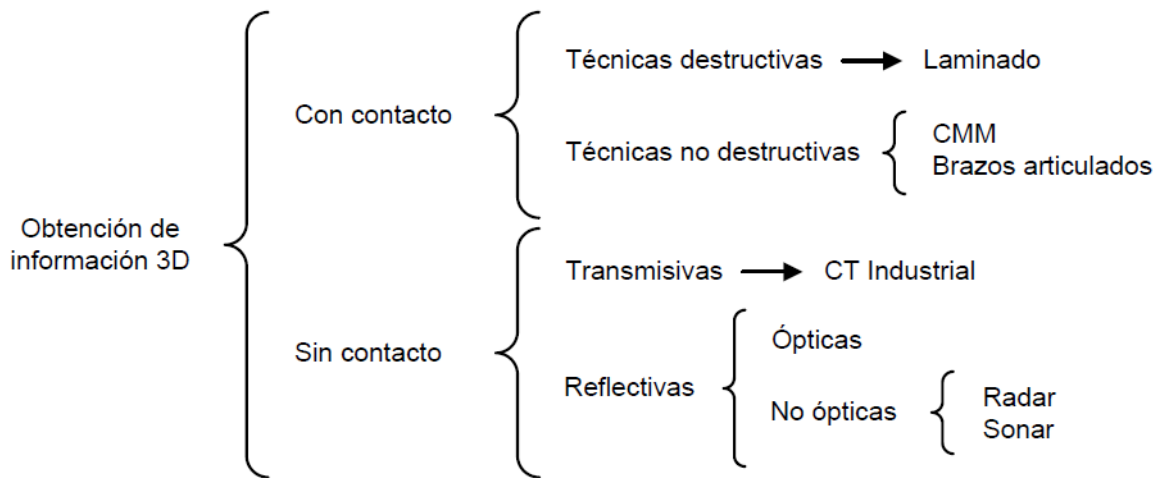 Obtención de
información 3D
Con contacto
Técnicas destructivas
Laminado
Técnicas no destructivas
CMM
Brazos articulados
Sin contacto
Transmisivas
CT Industrial
Reflectivas
Ópticas
No ópticas
Radar
Sonar